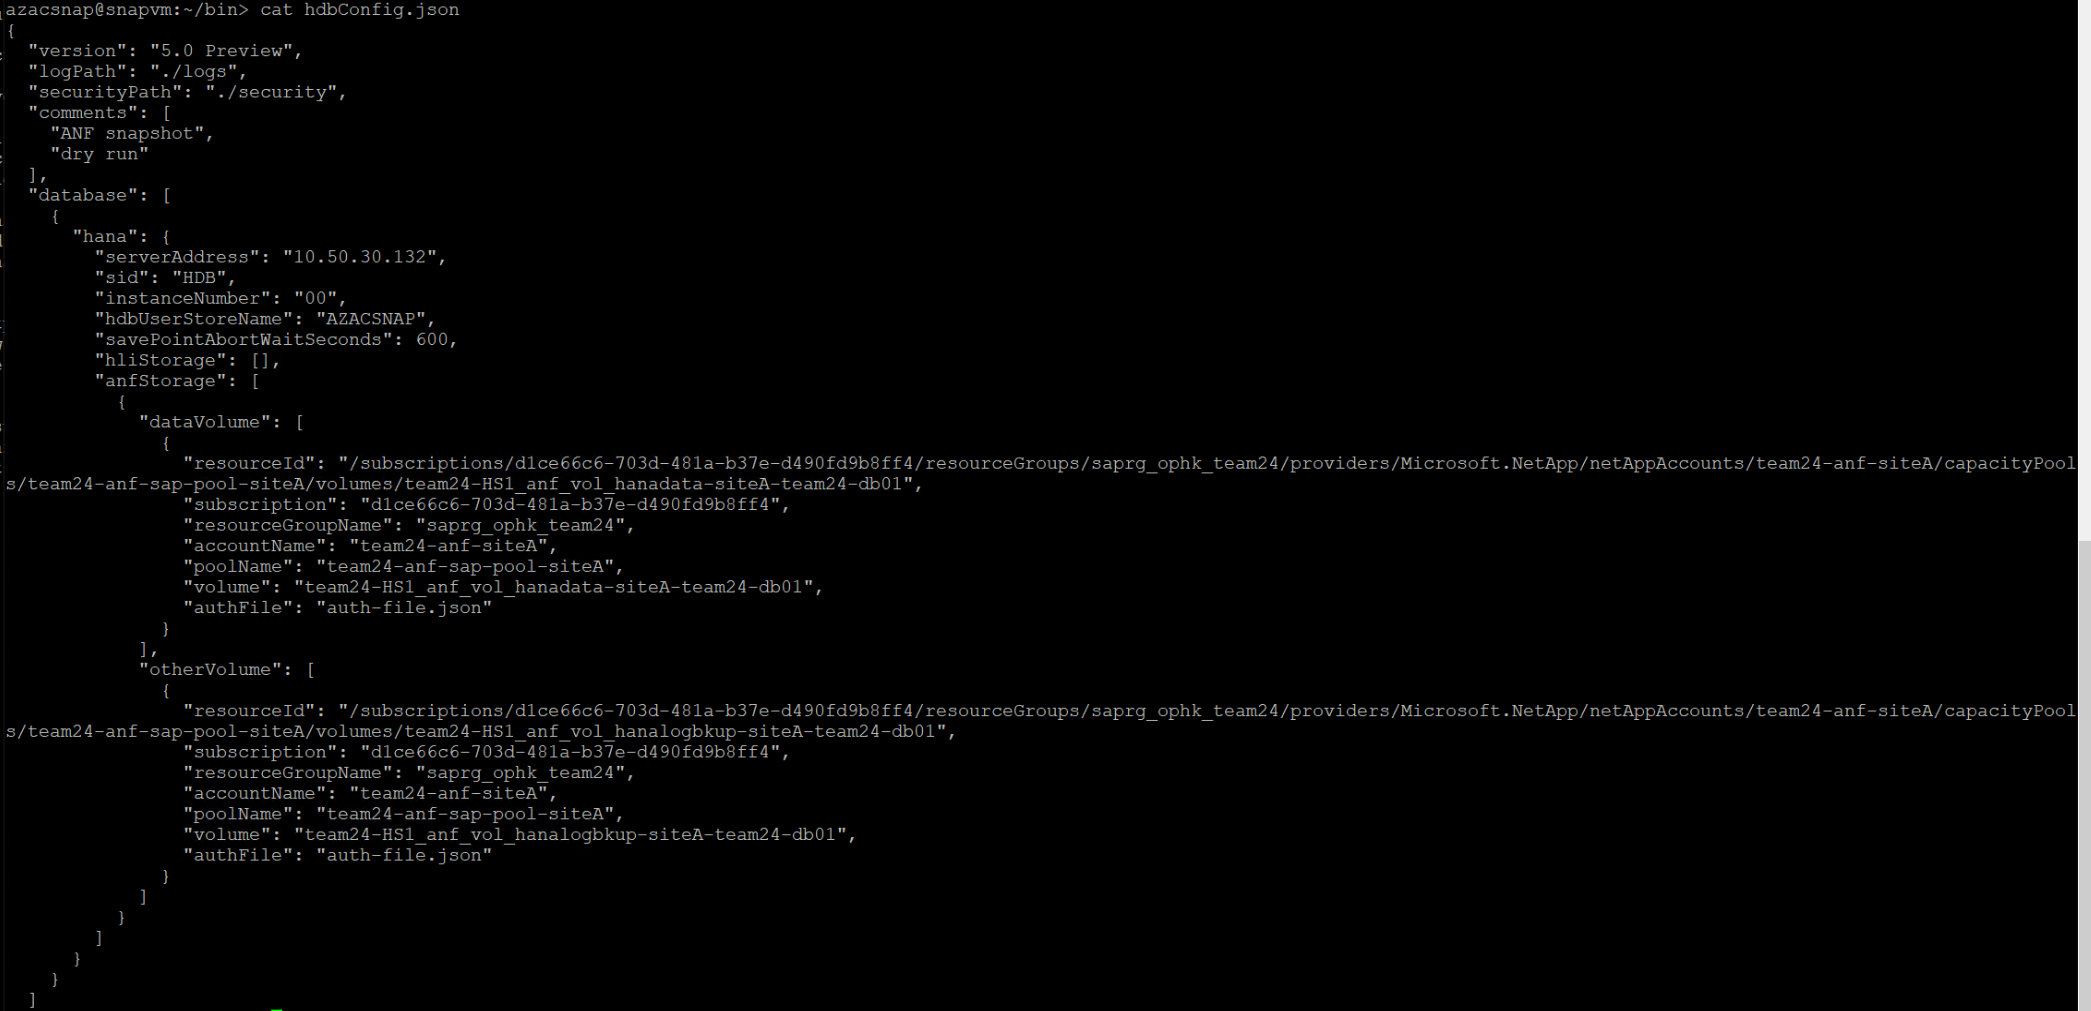 azacsnap@snapvm:~/bin> cat hdbConfig.json
{
  "version": "5.0 Preview",
  "logPath": "./logs",
  "securityPath": "./security",
  "comments": [
    "ANF snapshot",
    "dry run"
  ],
  "database": [
    {
      "hana": {
        "serverAddress": "10.50.30.132",
        "sid": "HDB",
        "instanceNumber": "00",
        "hdbUserStoreName": "AZACSNAP",
        "savePointAbortWaitSeconds": 600,
        "hliStorage": [],
        "anfStorage": [
          {
            "dataVolume": [
              {
                "resourceId": "/subscriptions/d1ce66c6-703d-481a-b37e-d490fd9b8ff4/resourceGroups/saprg_ophk_team24/providers/Microsoft.NetApp/netAppAccounts/team24-anf-siteA/capacityPool
s/team24-anf-sap-pool-siteA/volumes/team24-HS1_anf_vol_hanadata-siteA-team24-db01",
                "subscription": "d1ce66c6-703d-481a-b37e-d490fd9b8ff4",
                "resourceGroupName": "saprg_ophk_team24",
                "accountName": "team24-anf-siteA",
                "poolName": "team24-anf-sap-pool-siteA",
                "volume": "team24-HS1_anf_vol_hanadata-siteA-team24-db01",
                "authFile": "auth-file.json"
              }
            ],
            "otherVolume": [
              {
                "resourceId": "/subscriptions/d1ce66c6-703d-481a-b37e-d490fd9b8ff4/resourceGroups/saprg_ophk_team24/providers/Microsoft.NetApp/netAppAccounts/team24-anf-siteA/capacityPool
s/team24-anf-sap-pool-siteA/volumes/team24-HS1_anf_vol_hanalogbkup-siteA-team24-db01",
                "subscription": "d1ce66c6-703d-481a-b37e-d490fd9b8ff4",
                "resourceGroupName": "saprg_ophk_team24",
                "accountName": "team24-anf-siteA",
                "poolName": "team24-anf-sap-pool-siteA",
                "volume": "team24-HS1_anf_vol_hanalogbkup-siteA-team24-db01",
                "authFile": "auth-file.json"
              }
            ]
          }
        ]
      }
    }
  ]